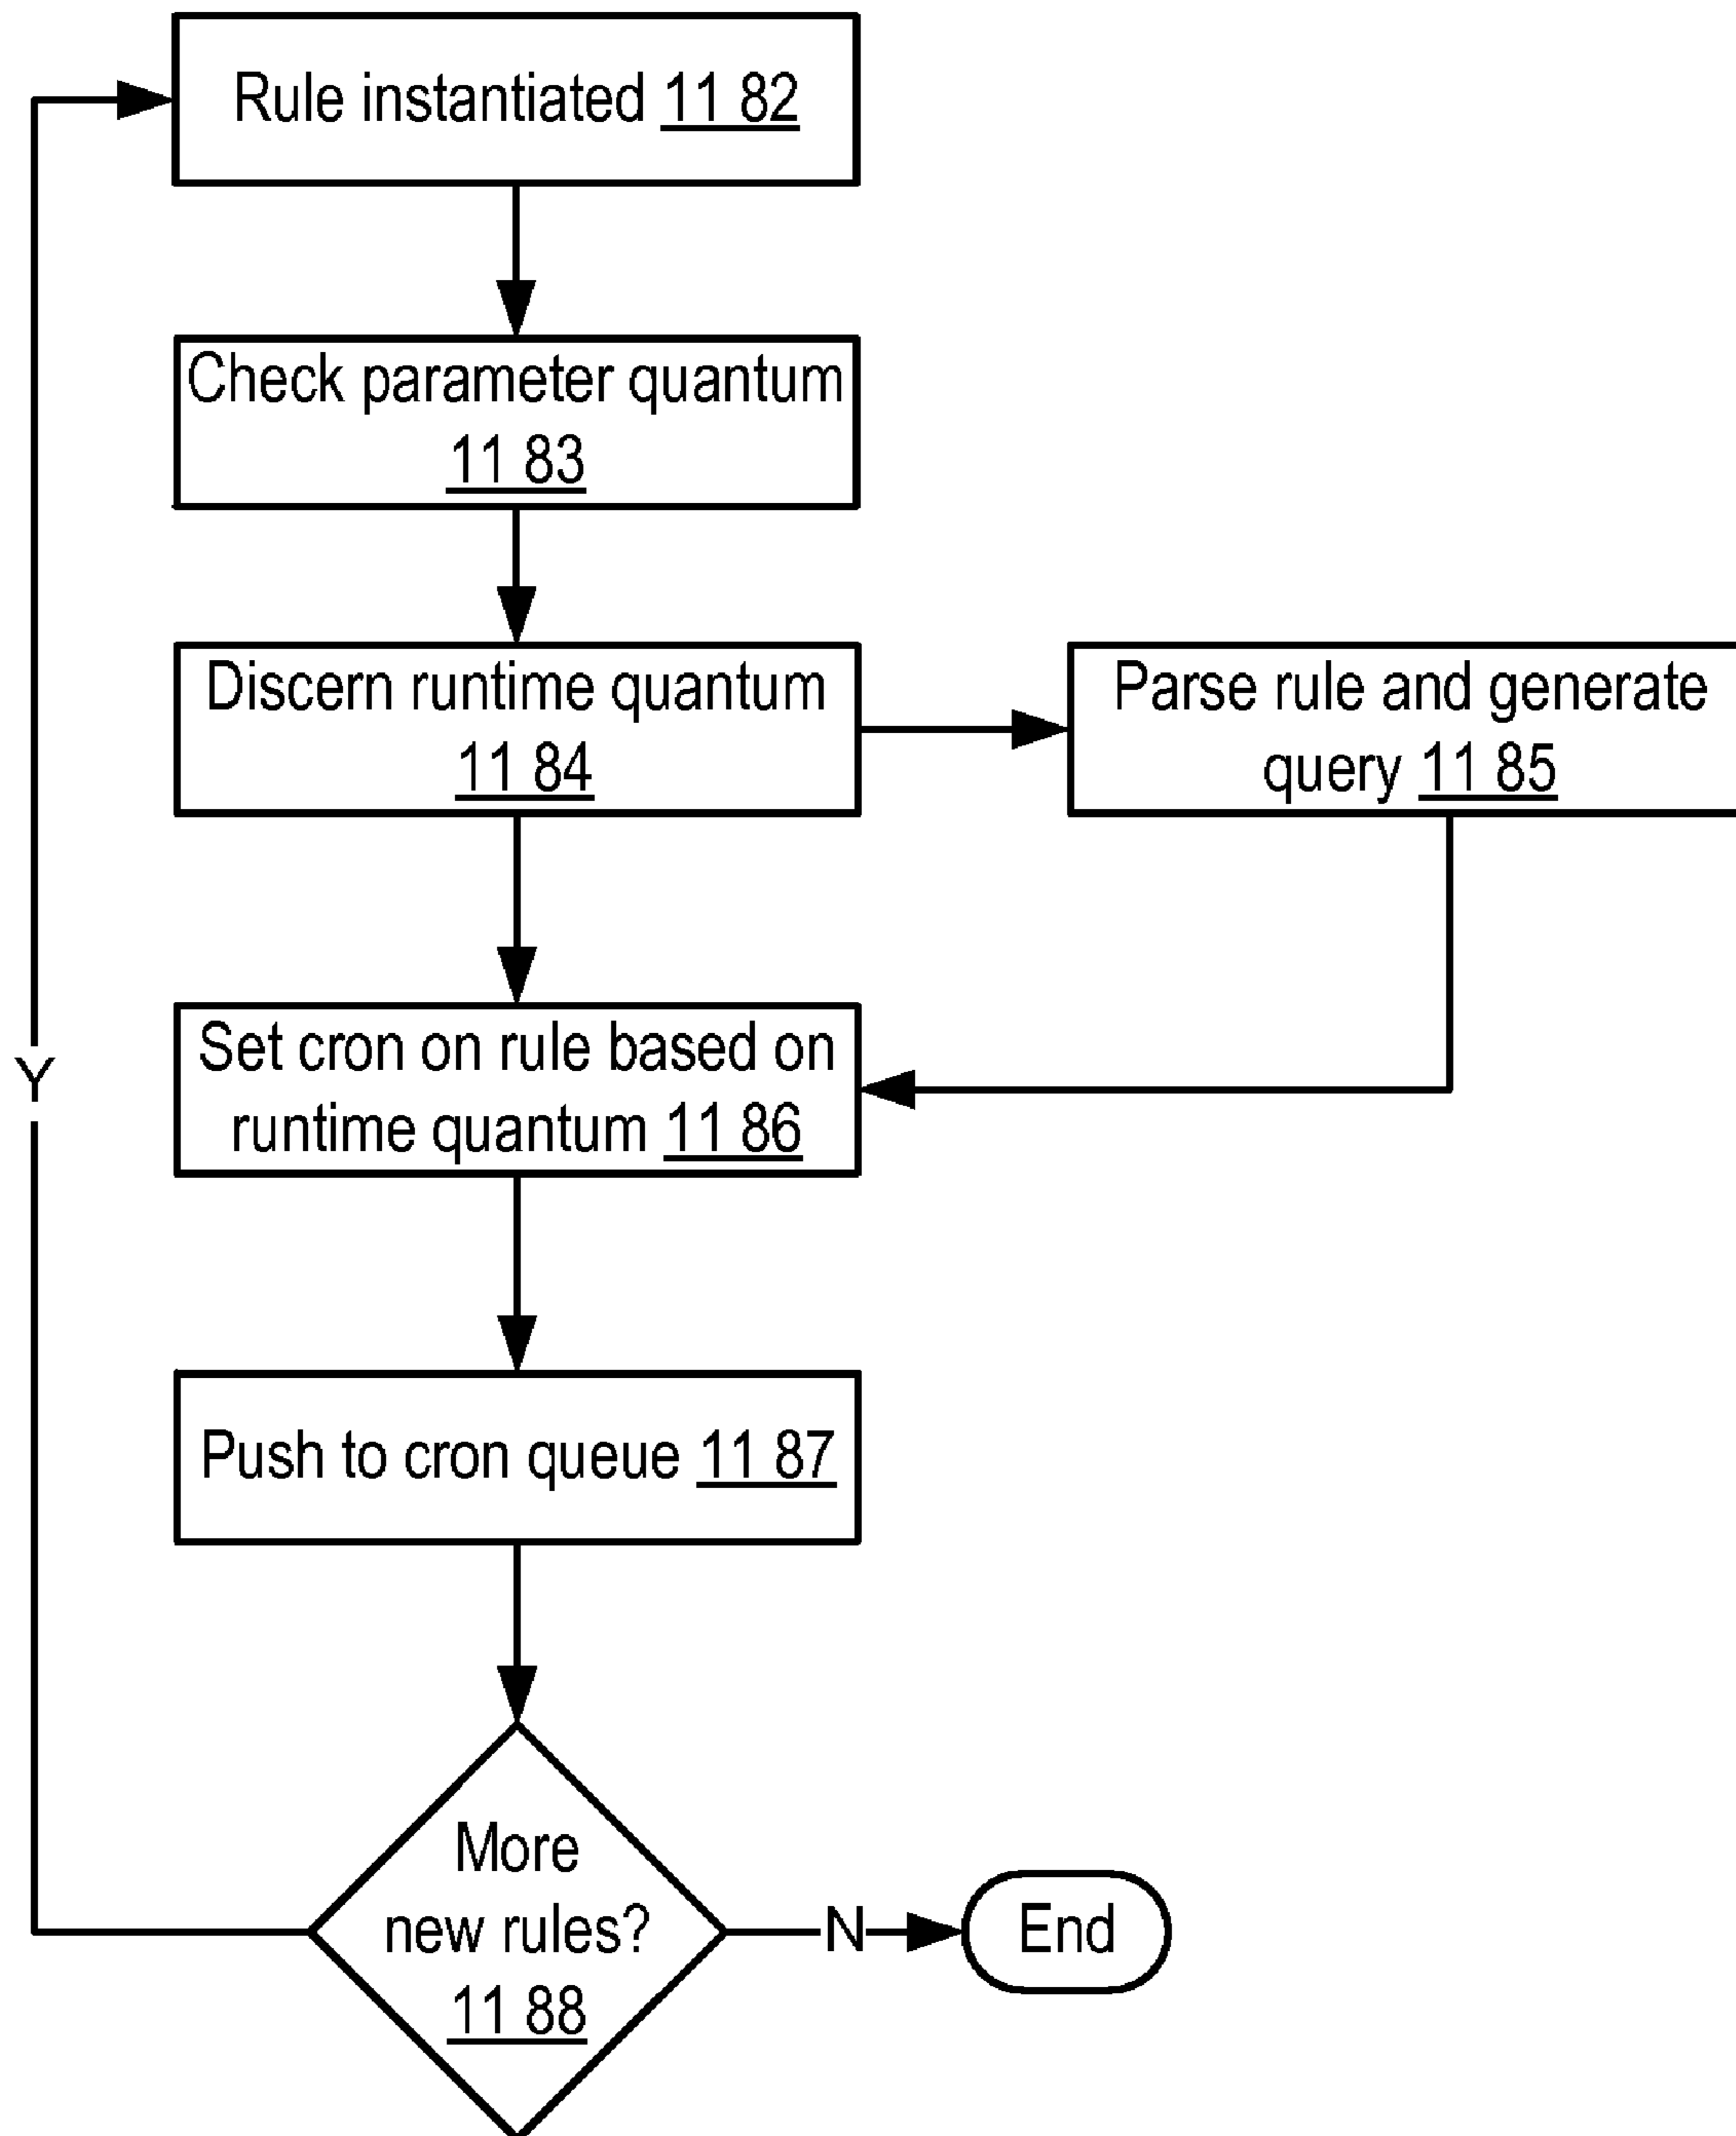 Rule instantiated 11 82
Check parameter quantum
11 83
Discern runtime quantum
11 84
Parse rule and generate
query 11 85
Set cron on rule based on
runtime quantum 11 86
Y
Push to cron queue 11 87
More
new rules?
11 88
N
End